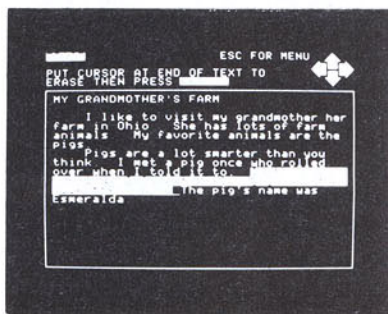 ESC FOR MENU
PUT CURSOR AT END OF TEXT TO
ERASE THEN PRESS
MY GRANDMOTHER'S FARM
I like to visit my grandmother her
farm in Ohio She has lots of farm
animals My favorite animals are the
pigs
Pigs are a lot smarter than you
think. I met a pig once who rolled
over when I told it to.
The pig's name was
Esmeralda